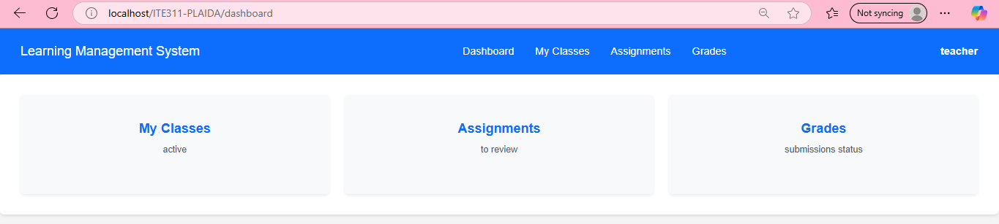 localhost/ITE311-PLAIDA/dashboard
Not syncing
Learning Management System
Dashboard My Classes Assignments Grades
teacher
My Classes
active
Assignments
to review
Grades
submissions status